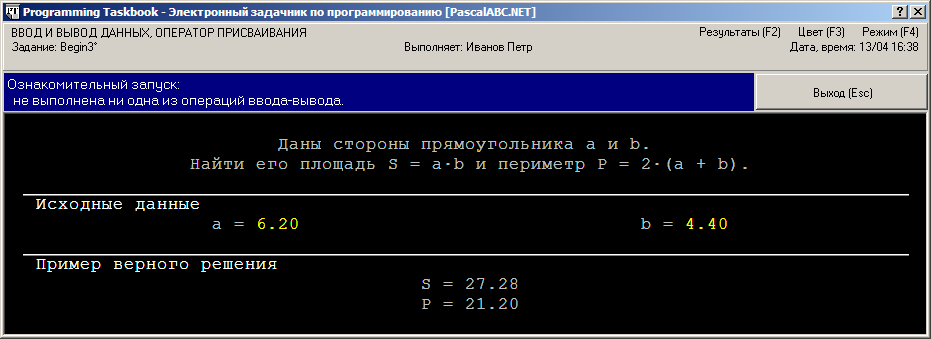 Programming Taskbook - Электронный задачник по программированию [PascalABC.NET]
ВВОД И ВЫВОД ДАННЫХ, ОПЕРАТОР ПРИСВАИВАНИЯ
Результаты (F2) Цвет (F3) Режим (F4)
Задание: Begin3°
Выполняет: Иванов Петр
Дата, время: 13/04 16:38
Ознакомительный запуск:
не выполнена ни одна из операций ввода-вывода.
Выход (Esc)
Даны стороны прямоугольника a и b.
Найти его площадь S = a·b и периметр P = 2·(a + b).
Исходные данные
a = 6.20 b = 4.40
Пример верного решения
S = 27.28
P = 21.20